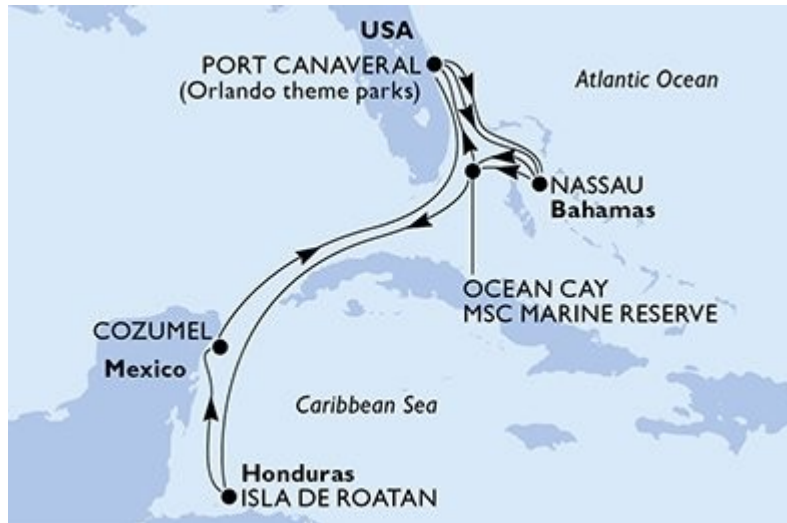 USA
PORT CANAVERAL
(Orlando theme parks)
Atlantic Ocean
NASSAU
Bahamas
OCEAN CAY
MSC MARINE RESERVE
COZUMEL
Mexico
Caribbean Sea
Honduras
ISLA DE ROATAN